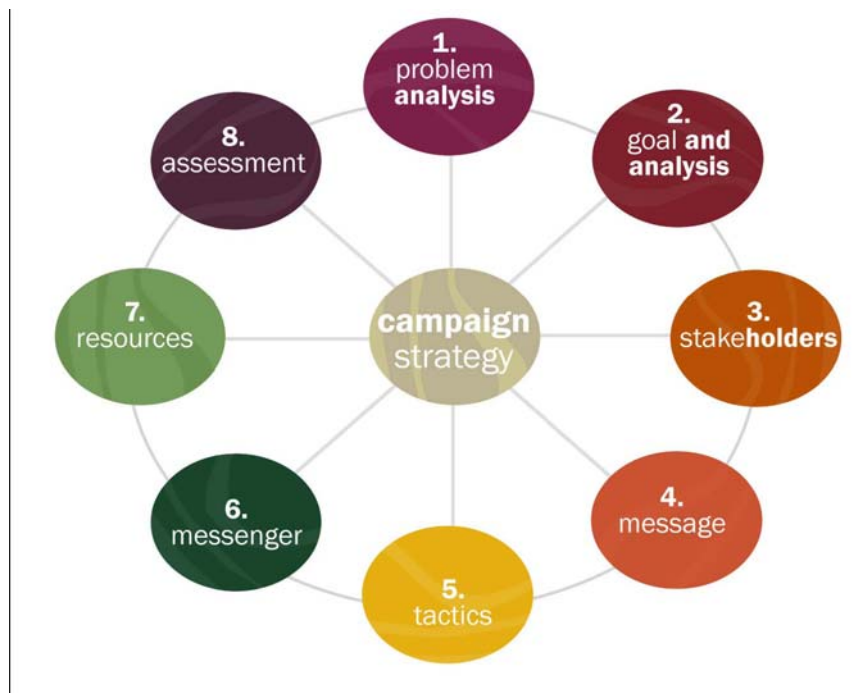 1.
problem
analysis
2.
goal and
analysis
3.
stakeholders
4.
message
5.
tactics
6.
messenger
7.
resources
8.
assessment
campaign
strategy